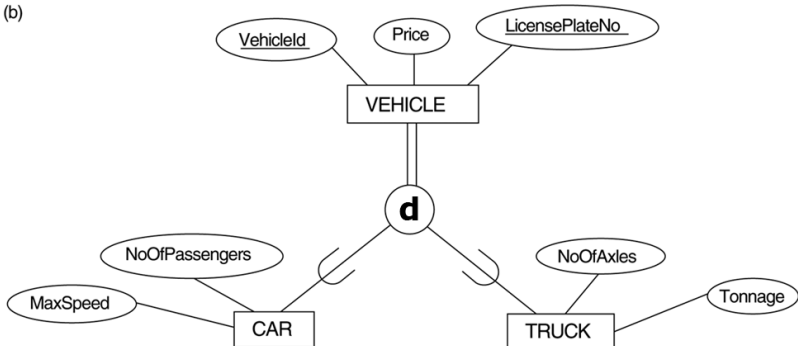 (b)
VehicleId
Price
LicensePlateNo
VEHICLE
d
NoOfPassengers
NoOfAxles
MaxSpeed
Tonnage
CAR
TRUCK